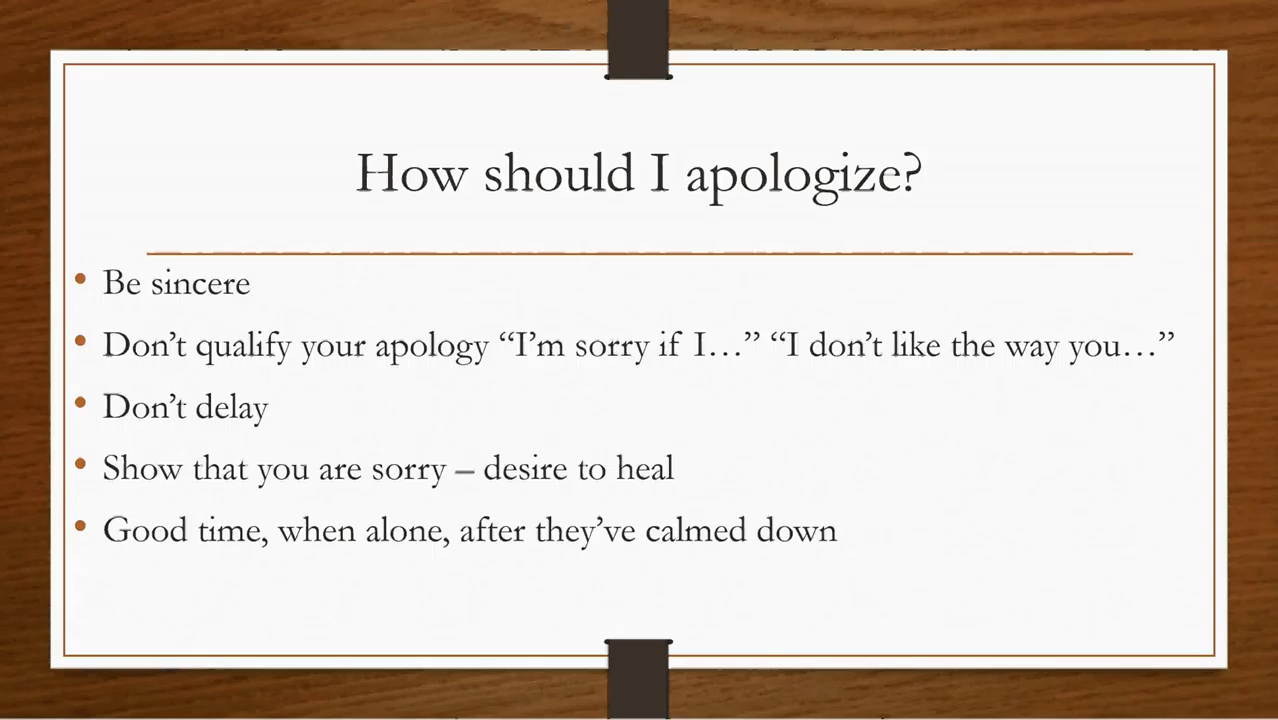 How should I apologize?
• Be sincere
• Don’t qualify your apology “I’m sorry if I…” “I don’t like the way you…”
• Don’t delay
• Show that you are sorry – desire to heal
• Good time, when alone, after they’ve calmed down